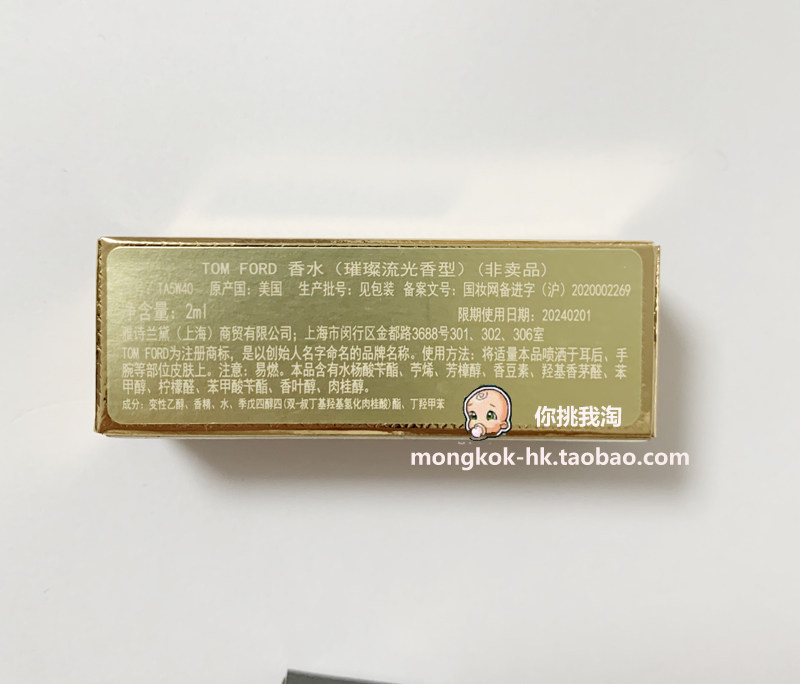 TOM FORD 香水（璀璨流光香型）(非卖品)
TA5W40 原产国：美国 生产批号：见包装 备案文号：国妆网备进字（沪）2020002269
净含量：2ml 限期使用日期：20240201
雅诗兰黛（上海）商贸有限公司；上海市闵行区金都路3688号301、302、306室
TOM FORD为注册商标，是以创始人名字命名的品牌名称。使用方法：将适量本品喷洒于耳后、手
腕等部位皮肤上。注意：易燃。本品含有水杨酸苄酯、苧烯、芳樟醇、香豆素、羟基香茅醛、苯
甲醇、柠檬醛、苯甲酸苄酯、香叶醇、肉桂醇。
成分：变性乙醇、香精、水、季戊四醇四(双-叔丁基羟基氢化肉桂酸)酯、丁羟甲苯
你挑我淘
mongkok-hk.taobao.com